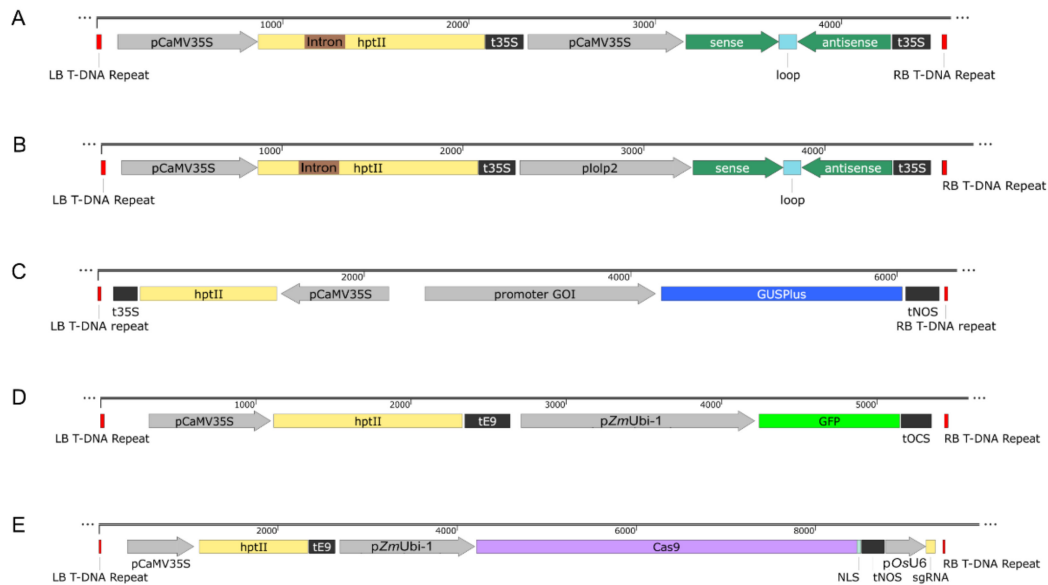 A
... 1000 2000 3000 4000 ...
pCaMV35S Intron hptII t35S pCaMV35S sense antisense t35S
LB T-DNA Repeat loop RB T-DNA Repeat
B
... 1000 2000 3000 4000 ...
pCaMV35S Intron hptII t35S plolp2 sense antisense t35S
LB T-DNA Repeat loop RB T-DNA Repeat
C
... 2000 4000 6000 ...
hptII pCaMV35S promoter GOI GUSPlus
t35S tNOS
LB T-DNA repeat RB T-DNA repeat
D
... 1000 2000 3000 4000 5000 ...
pCaMV35S hptII tE9 pZmUbi-1 GFP
LB T-DNA Repeat tOCS RB T-DNA Repeat
E
... 2000 4000 6000 8000 ...
hptII tE9 pZmUbi-1 Cas9
pCaMV35S pOsU6
LB T-DNA Repeat NLS tNOS sgRNA RB T-DNA Repeat